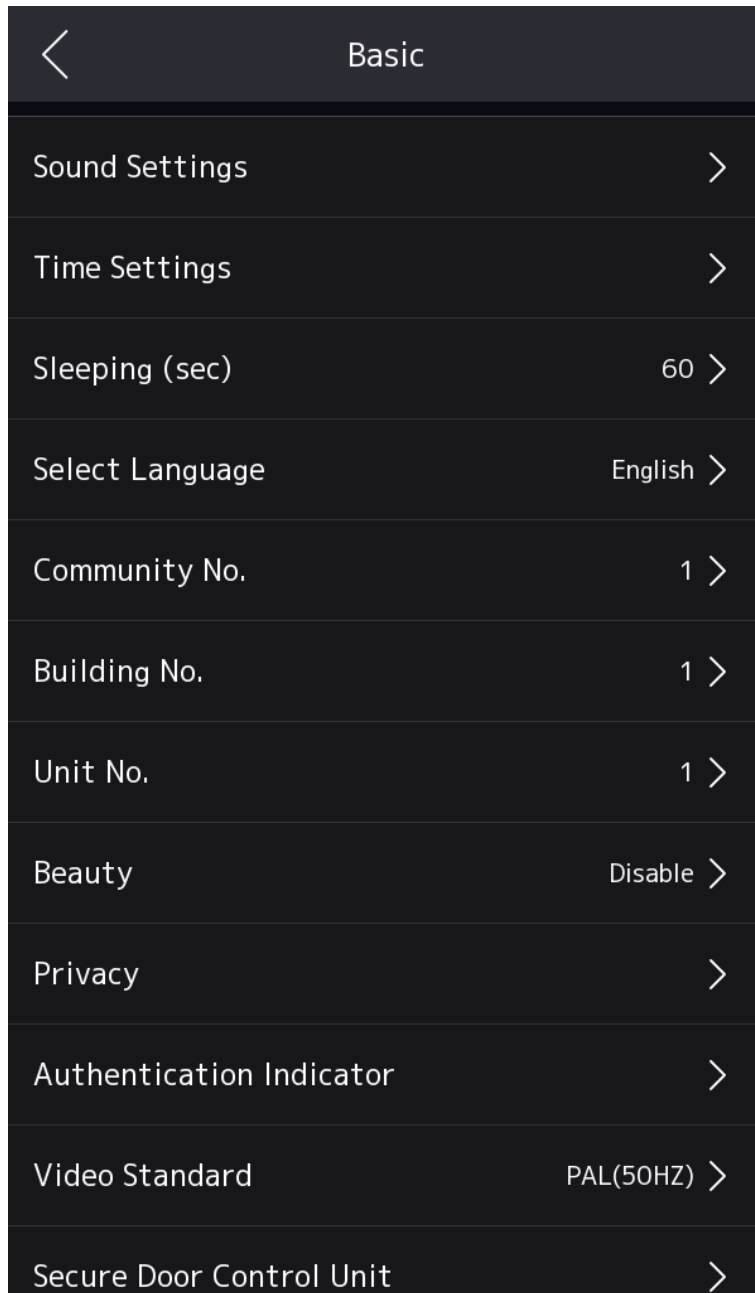 Basic
Sound Settings
Time Settings
Sleeping (sec) 60
Select Language English
Community No. 1
Building No. 1
Unit No. 1
Beauty Disable
Privacy
Authentication Indicator
Video Standard PAL(50HZ)
Secure Door Control Unit